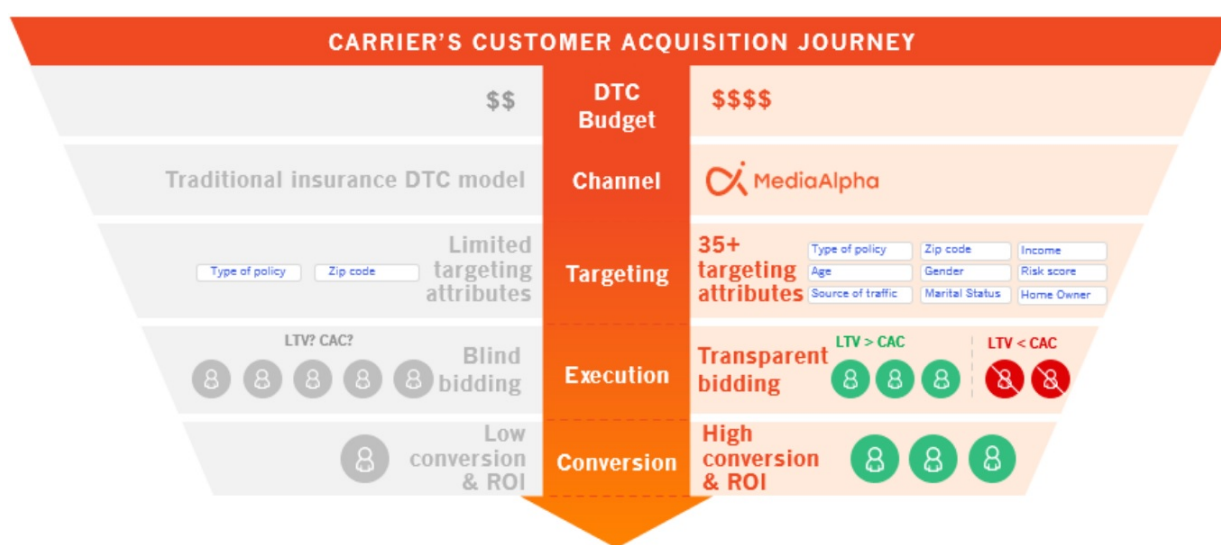 CARRIER'S CUSTOMER ACQUISITION JOURNEY
$$
DTC
Budget
$$$$
Traditional insurance DTC model
Channel
MediaAlpha
Limited
targeting
attributes
Type of policy
Zip code
Targeting
35+
targeting
attributes
Type of policy
Zip code
Income
Age
Gender
Risk score
Source of traffic
Marital Status
Home Owner
LTV? CAC?
Blind
bidding
Execution
Transparent
bidding
LTV > CAC
LTV < CAC
Low
conversion
& ROI
Conversion
High
conversion
& ROI